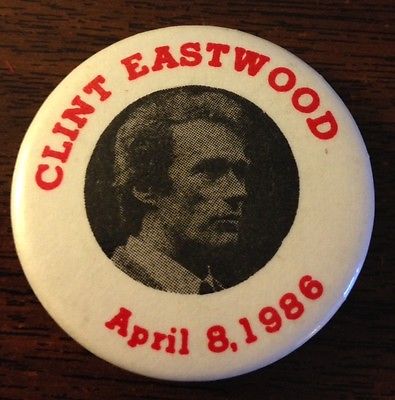 CLINT EASTWOOD
April 8, 1986